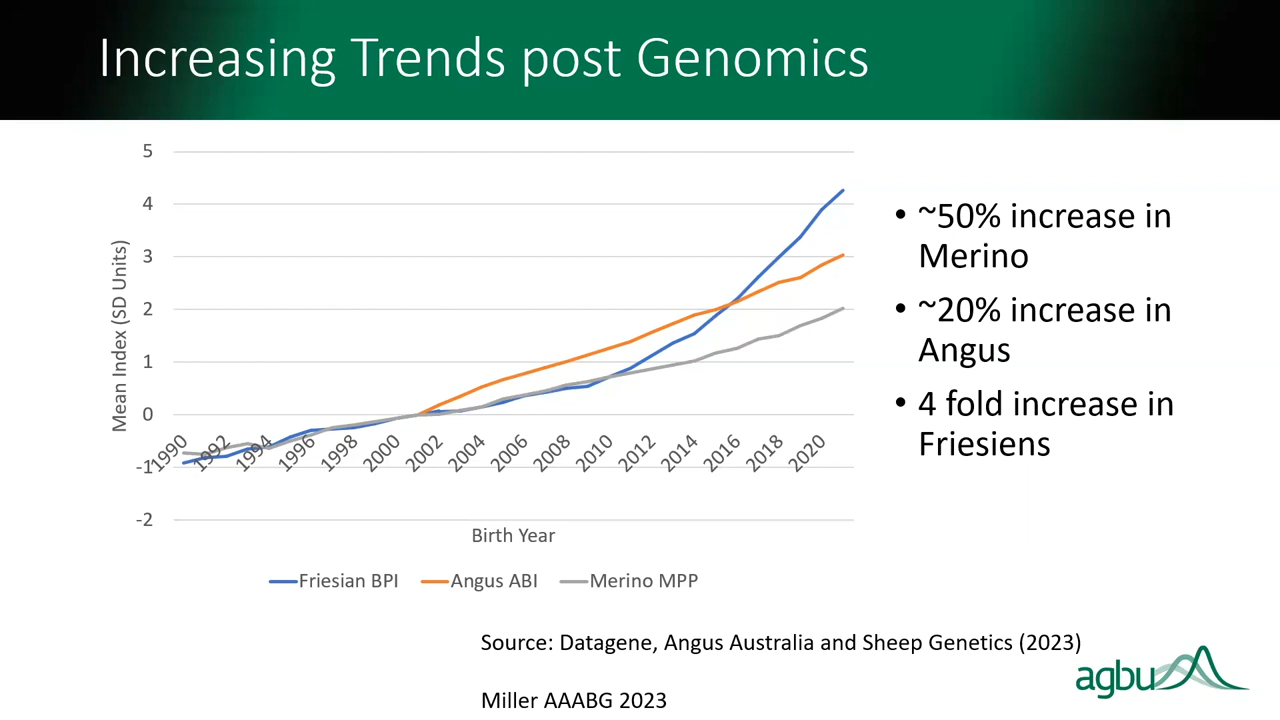 Increasing Trends post Genomics
5
4
3
2
1
0
-1
-2
Mean Index (SD Units)
1990
1992
1994
1996
1998
2000
2002
2004
2006
2008
2010
2012
2014
2016
2018
2020
Birth Year
Friesian BPI
Angus ABI
Merino MPP
• ~50% increase in
Merino
• ~20% increase in
Angus
• 4 fold increase in
Friesiens
Source: Datagene, Angus Australia and Sheep Genetics (2023)
Miller AAABG 2023
agbu